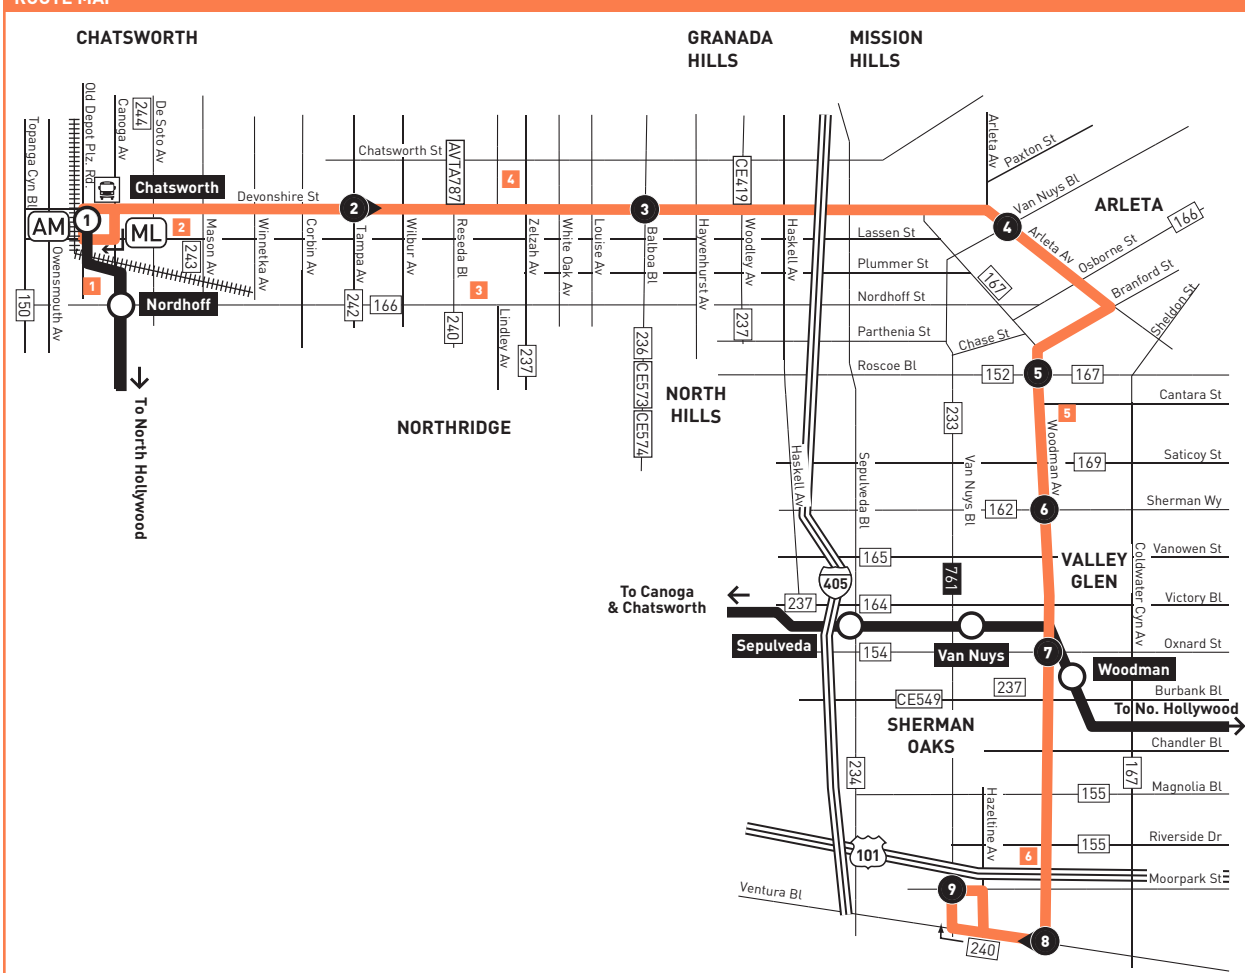 ROUTE MAP
CHATSWORTH
GRANADA
HILLS
MISSION
HILLS
Topanga Cyn Bl
Old Depot Plz. Rd.
Canoga Av
244
De Soto Av
Chatsworth
AM
1
ML
2
243
1
Nordhoff
150
Owensmouth Av
To North Hollywood
Devonshire St
Mason Av
Winnetka Av
Corbin Av
2
Tampa Av
242
166
Wilbur Av
Chatsworth St
AVTA787
Reseda Bl
240
3
4
Lindley Av
Zelzah Av
237
White Oak Av
Louise Av
3
Balboa Bl
236
CE573
CE574
Hayvenhurst Av
CE419
Woodley Av
237
Haskell Av
NORTHRIDGE
NORTH
HILLS
Lassen St
Plummer St
Nordhoff St
Parthenia St
Roscoe Bl
Arleta Av
Paxton St
Van Nuys Bl
4
ARLETA
Arleta Av
166
Osborne St
Branford St
Sheldon St
167
Chase St
152
5
167
Cantara St
5
233
Woodman Av
Haskell Av
Sepulveda Bl
Van Nuys Bl
169
Saticoy St
162
6
Sherman Wy
165
Vanowen St
VALLEY
GLEN
Coldwater Cyn Av
405
761
To Canoga
& Chatsworth
237
164
Victory Bl
Sepulveda
154
Van Nuys
7
Oxnard St
Woodman
237
CE549
Burbank Bl
To No. Hollywood
SHERMAN
OAKS
Chandler Bl
234
167
Hazeltine Av
155
Magnolia Bl
155
Riverside Dr
101
6
Moorpark St
Ventura Bl
9
240
8